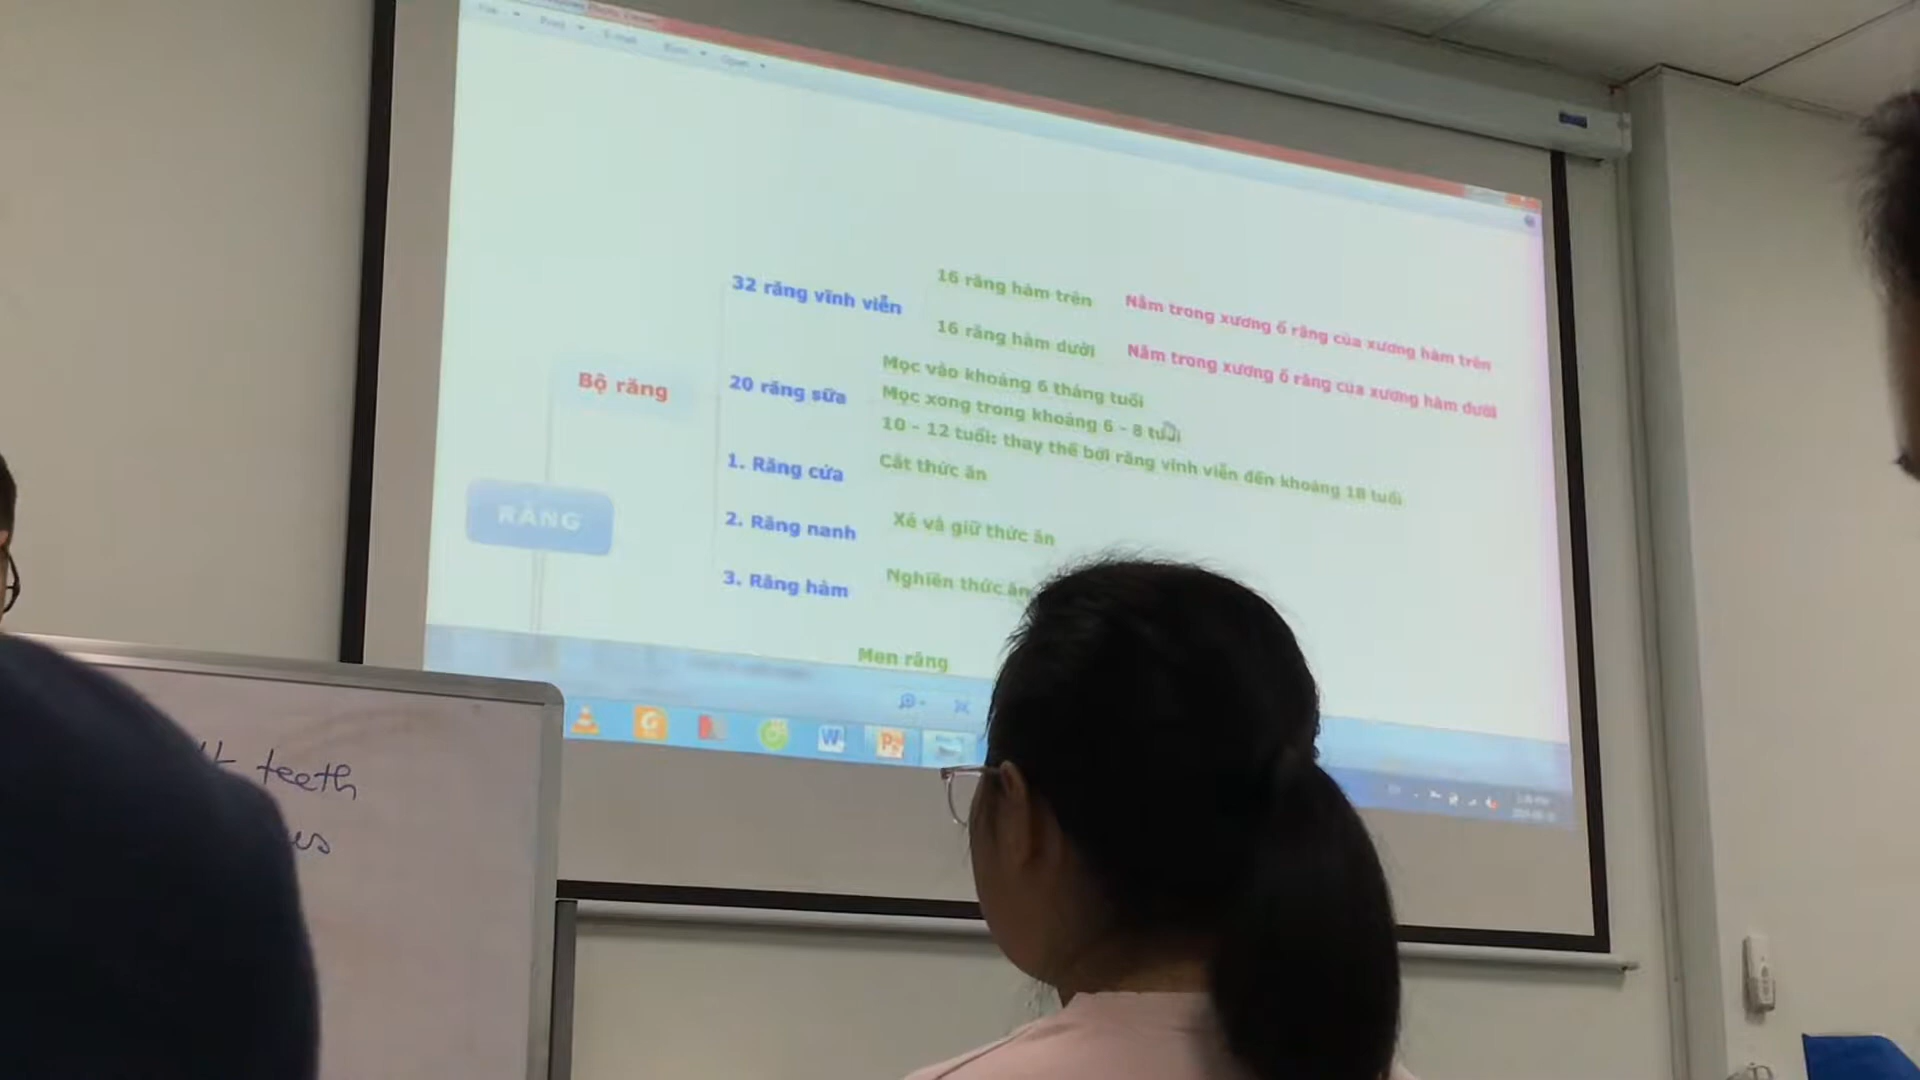 32 răng vĩnh viễn
16 răng hàm trên
Nằm trong xương ổ răng của xương hàm trên
16 răng hàm dưới
Nằm trong xương ổ răng của xương hàm dưới
Bộ răng
20 răng sữa
Mọc vào khoảng 6 tháng tuổi
Mọc xong trong khoảng 6 - 8 tuổi
10 - 12 tuổi: thay thế bởi răng vĩnh viễn đến khoảng 18 tuổi
1. Răng cửa
Cắt thức ăn
RĂNG
2. Răng nanh
Xé và giữ thức ăn
3. Răng hàm
Nghiền thức ăn
Men răng
teeth